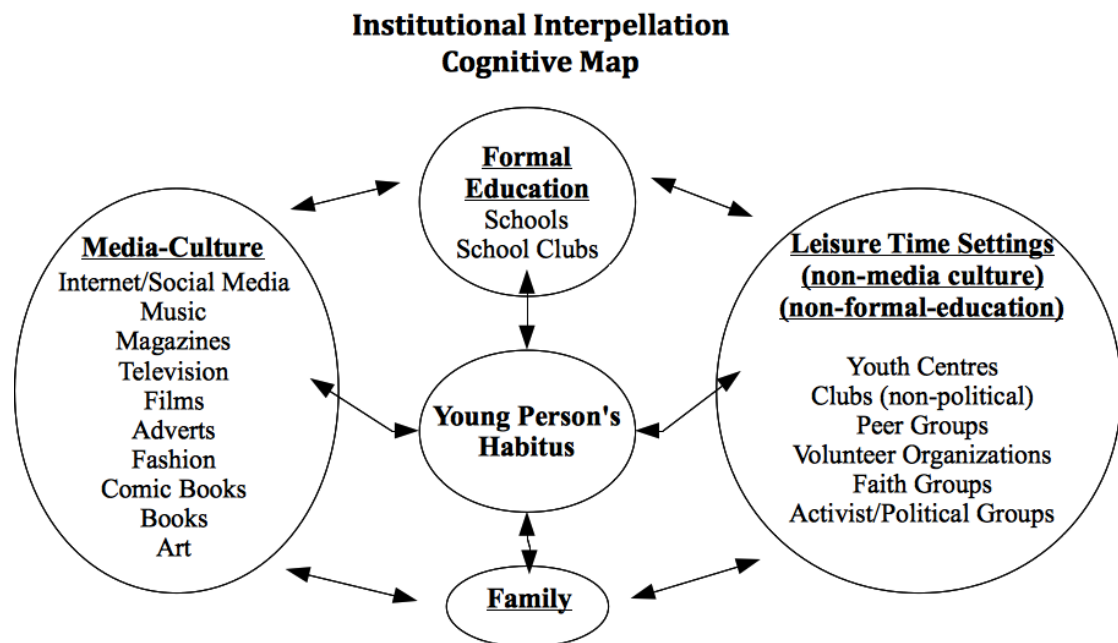 Institutional Interpellation
Cognitive Map
Formal
Education
Schools
School Clubs
Media-Culture
Internet/Social Media
Music
Magazines
Television
Films
Adverts
Fashion
Comic Books
Books
Art
Young Person's
Habitus
Leisure Time Settings
(non-media culture)
(non-formal-education)
Youth Centres
Clubs (non-political)
Peer Groups
Volunteer Organizations
Faith Groups
Activist/Political Groups
Family